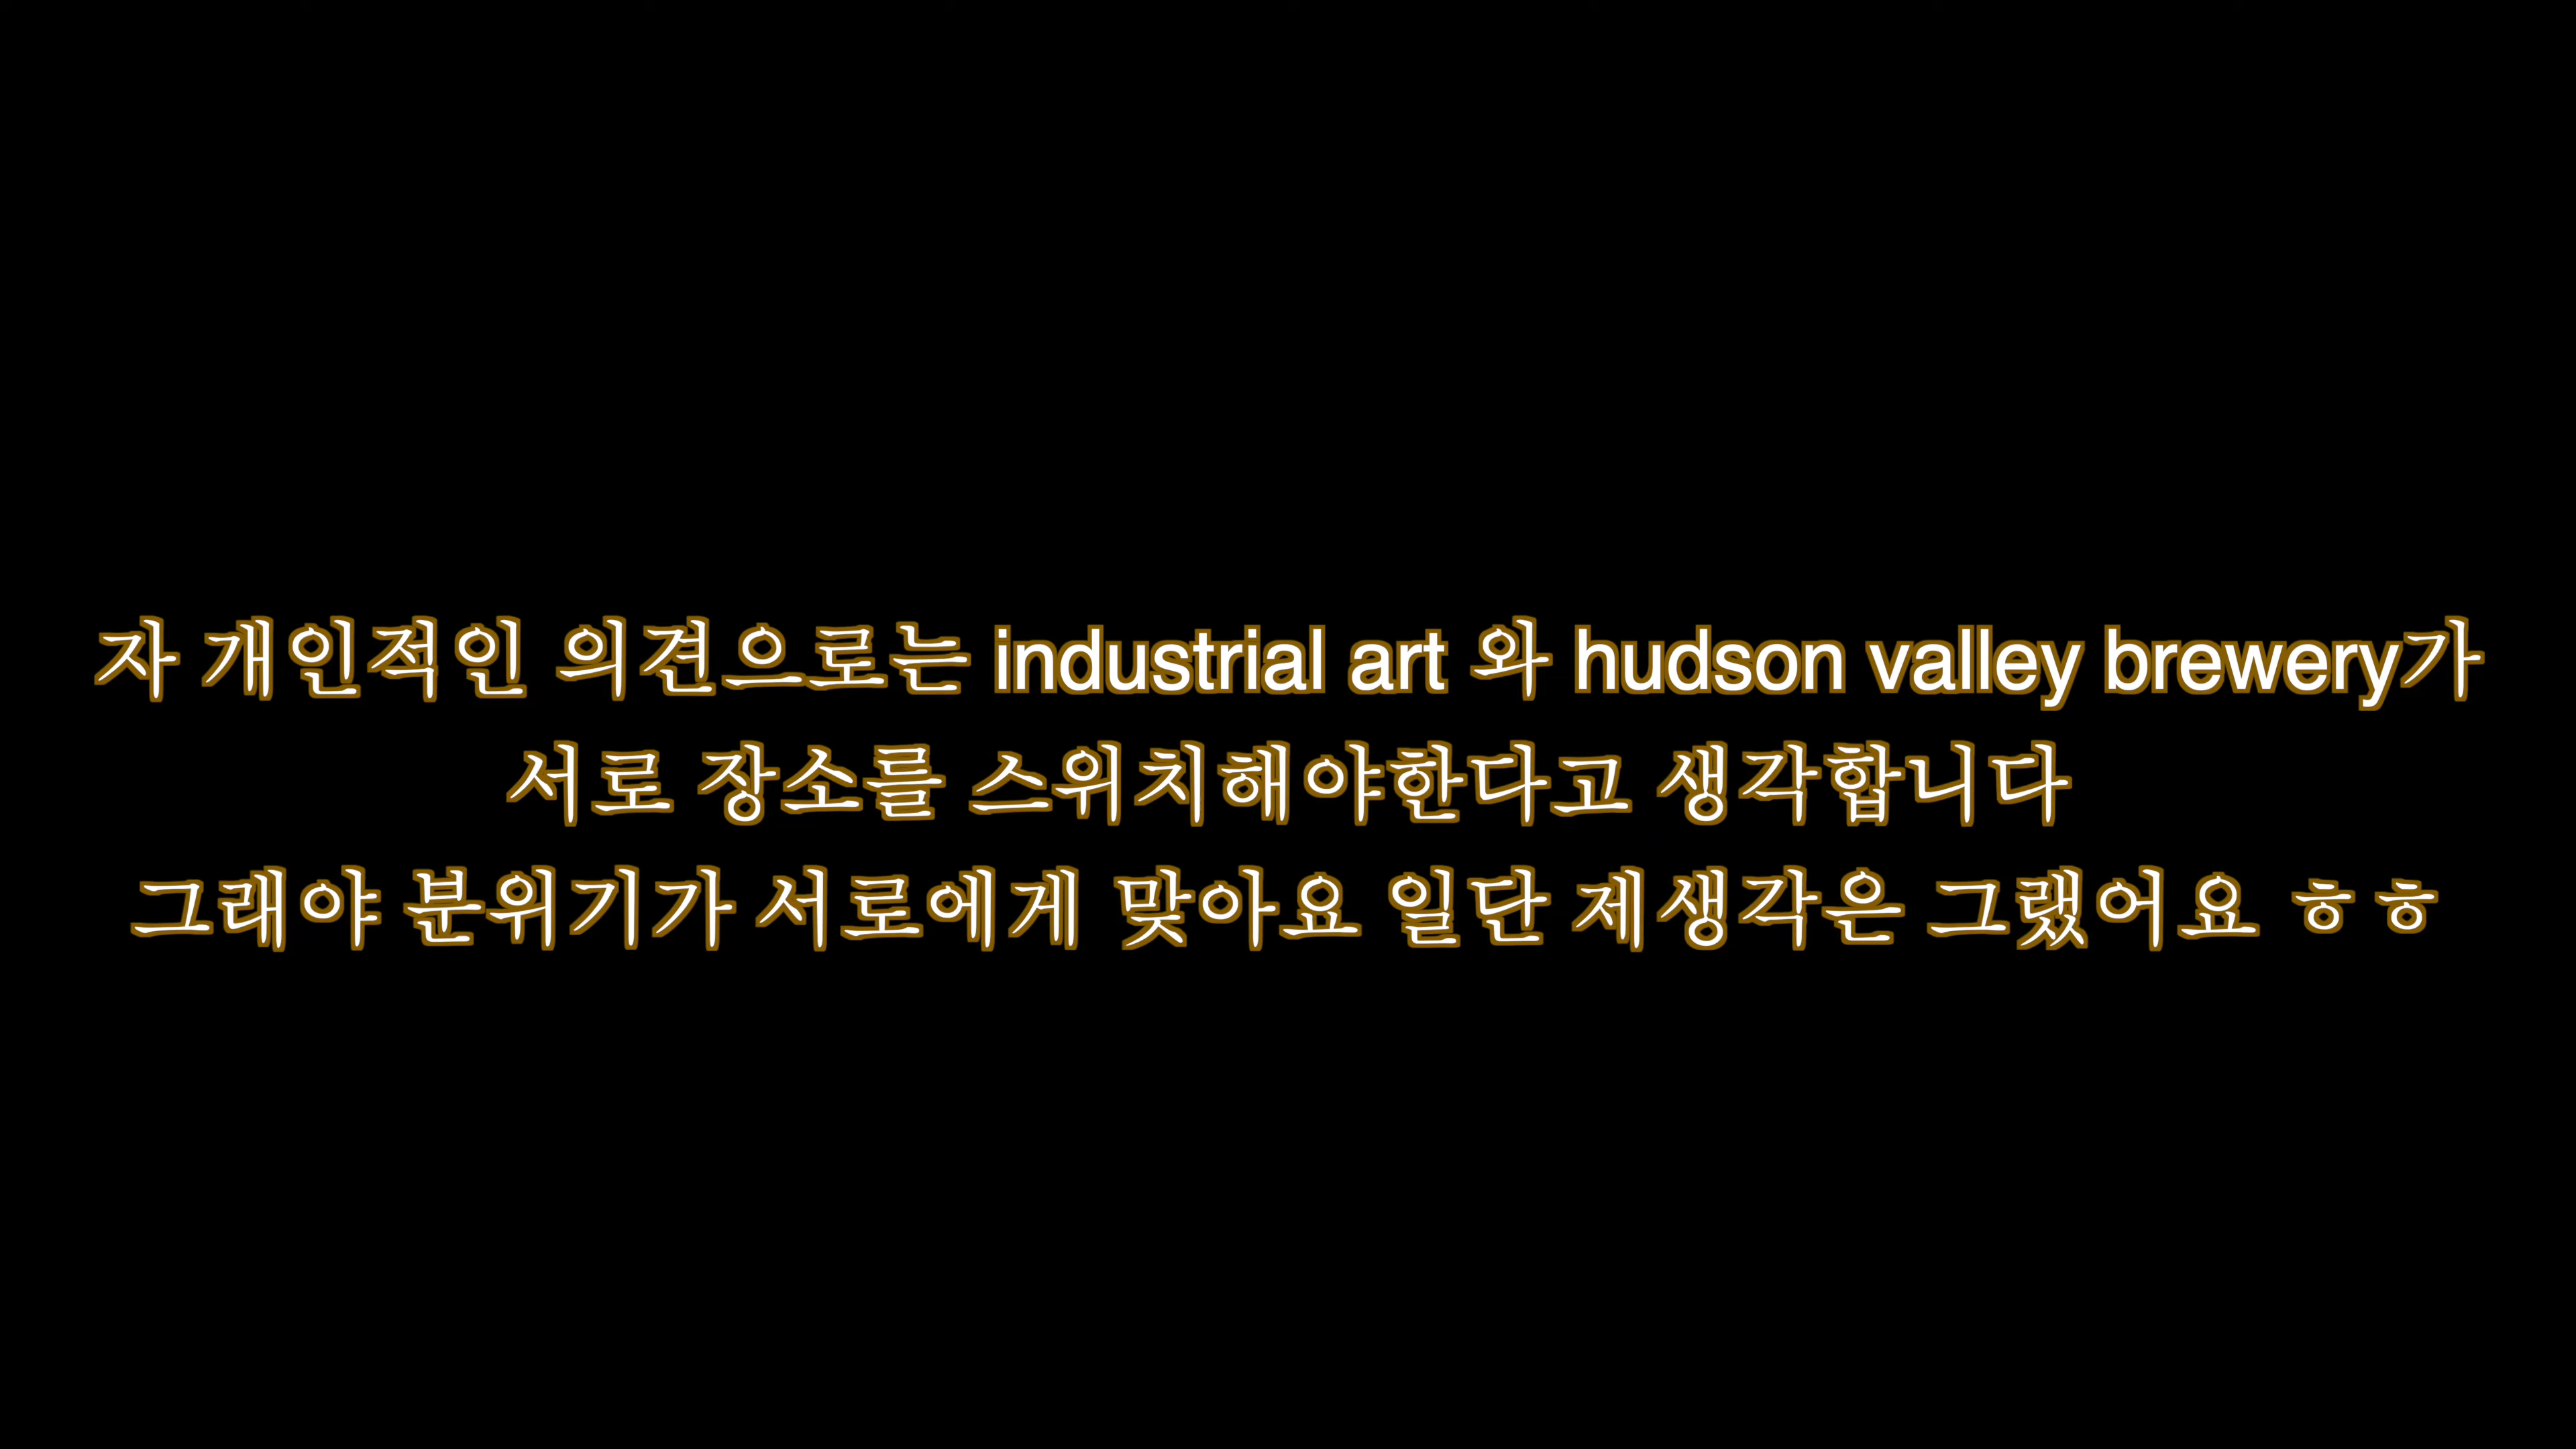 자 개인적인 의견으로는 industrial art 와 hudson valley brewery가
서로 장소를 스위치해야한다고 생각합니다
그래야 분위기가 서로에게 맞아요 일단 제생각은 그랬어요 ㅎㅎ